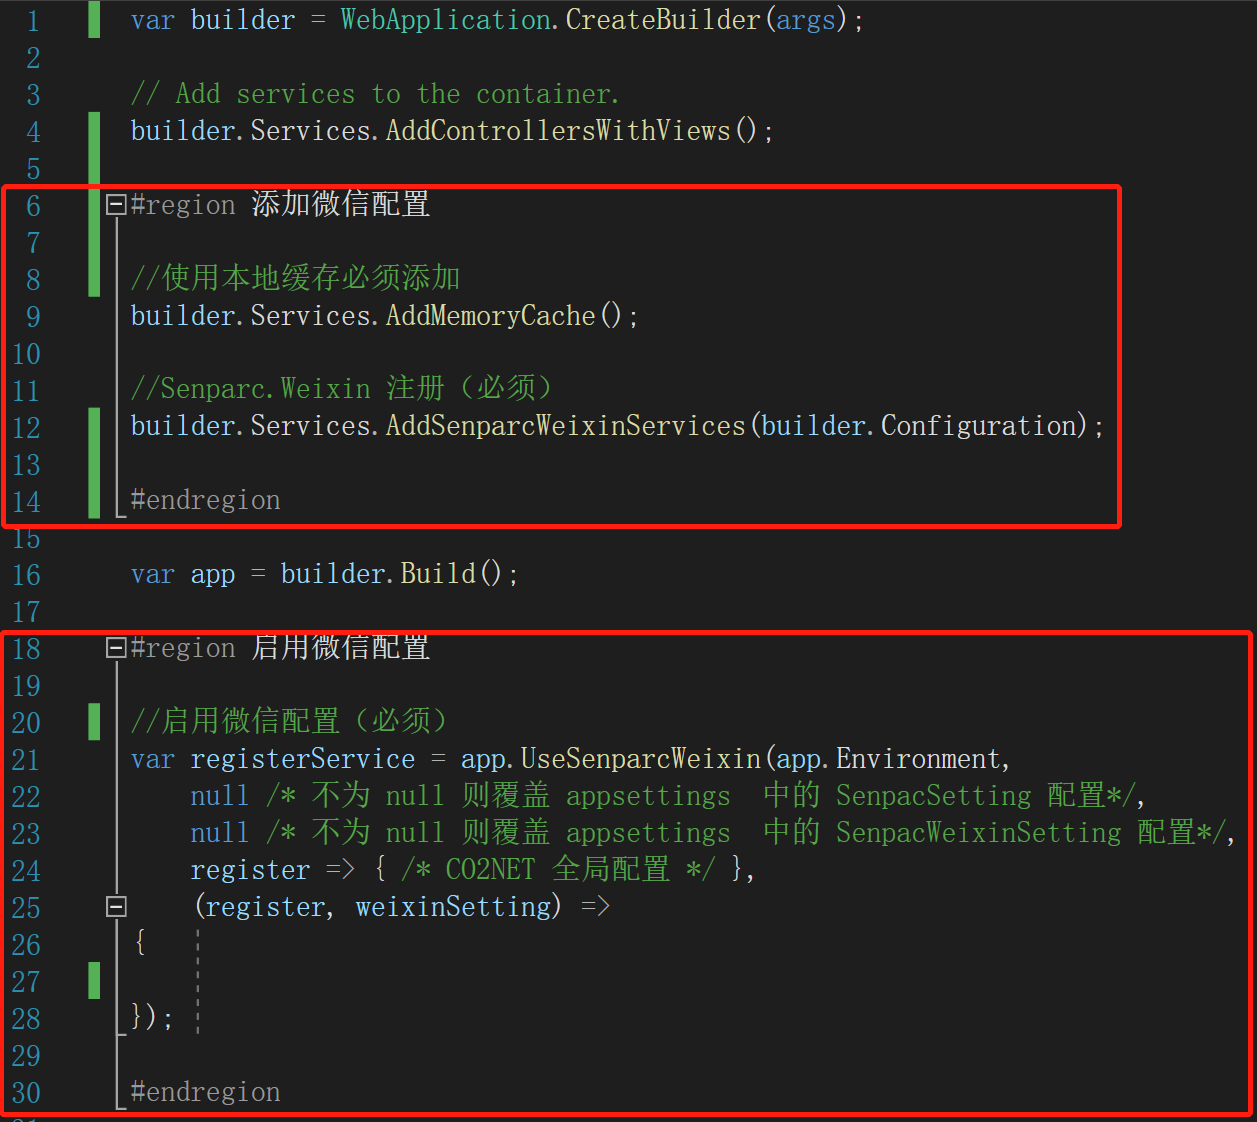 1 var builder = WebApplication.CreateBuilder(args);
2
3 // Add services to the container.
4 builder.Services.AddControllersWithViews();
5
6 #region 添加微信配置
7
8 //使用本地缓存必须添加
9 builder.Services.AddMemoryCache();
10
11 //Senparc.Weixin 注册（必须）
12 builder.Services.AddSenparcWeixinServices(builder.Configuration);
13
14 #endregion
15
16 var app = builder.Build();
17
18 #region 启用微信配置
19
20 //启用微信配置（必须）
21 var registerService = app.UseSenparcWeixin(app.Environment,
22 null /* 不为 null 则覆盖 appsettings  中的 SenpacSetting 配置*/,
23 null /* 不为 null 则覆盖 appsettings  中的 SenpacWeixinSetting 配置*/,
24 register => { /* CO2NET 全局配置 */ },
25 (register, weixinSetting) =>
26 {
27
28 });
29
30 #endregion